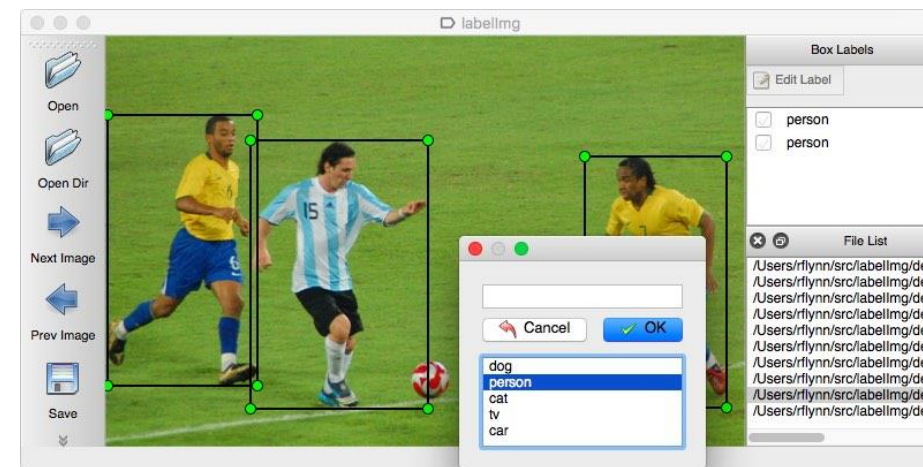 labelImg
Open
Open Dir
Next Image
Prev Image
Save
15
6
6
7
Cancel
OK
dog
person
cat
tv
car
Box Labels
Edit Label
person
person
File List
/Users/rflynn/src/labelImg/de
/Users/rflynn/src/labelImg/de
/Users/rflynn/src/labelImg/de
/Users/rflynn/src/labelImg/de
/Users/rflynn/src/labelImg/de
/Users/rflynn/src/labelImg/de
/Users/rflynn/src/labelImg/de
/Users/rflynn/src/labelImg/de
/Users/rflynn/src/labelImg/de
/Users/rflynn/src/labelImg/de